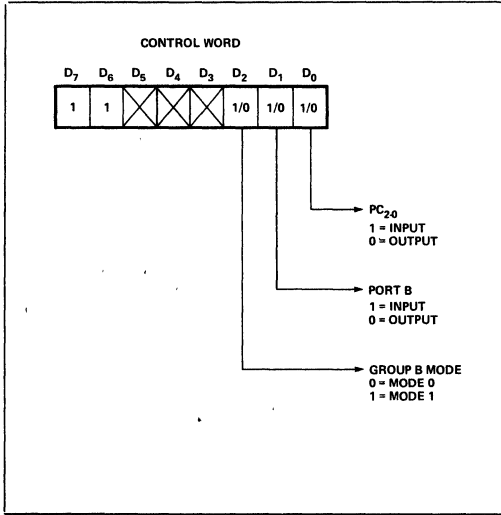 CONTROL WORD
D7 D6 D5 D4 D3 D2 D1 D0
1 1 1/0 1/0 1/0
PC2-0
1 = INPUT
0 = OUTPUT
PORT B
1 = INPUT
0 = OUTPUT
GROUP B MODE
0 = MODE 0
1 = MODE 1